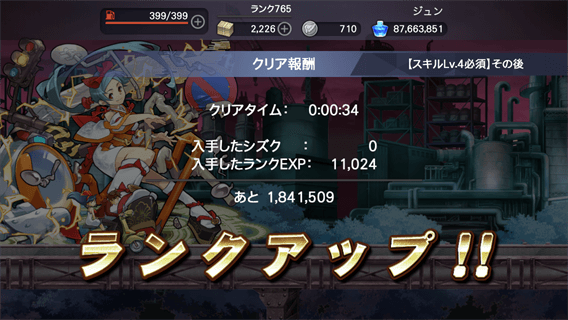 ランク765
ジュン
399/399
2,226
710
87,663,851
クリア報酬
【スキルLv.4必須】その後
クリアタイム： 0:00:34
入手したシズク ： 0
入手したランクEXP： 11,024
あと 1,841,509
ランクアップ!!